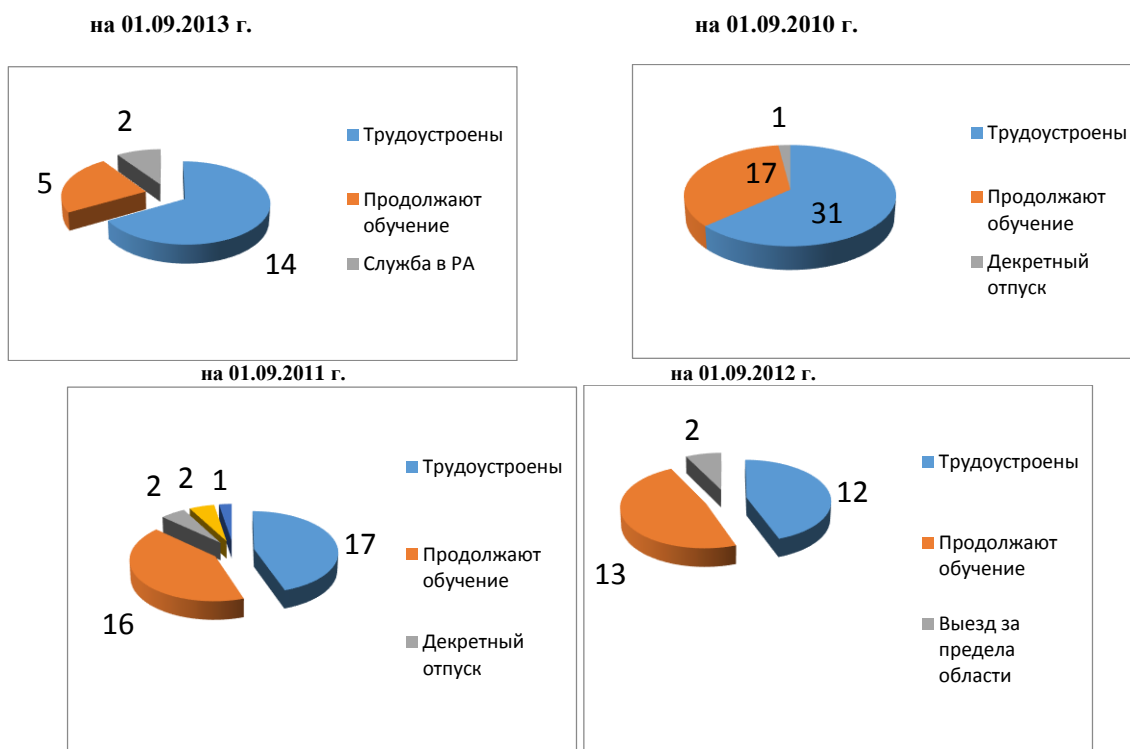 на 01.09.2013 г.
на 01.09.2010 г.
2
5
14
Трудоустроены
Продолжают
обучение
Служба в РА
1
17
31
Трудоустроены
Продолжают
обучение
Декретный
отпуск
на 01.09.2011 г.
на 01.09.2012 г.
2
2
1
17
16
Трудоустроены
Продолжают
обучение
Декретный
отпуск
2
12
13
Трудоустроены
Продолжают
обучение
Выезд за
предела
области